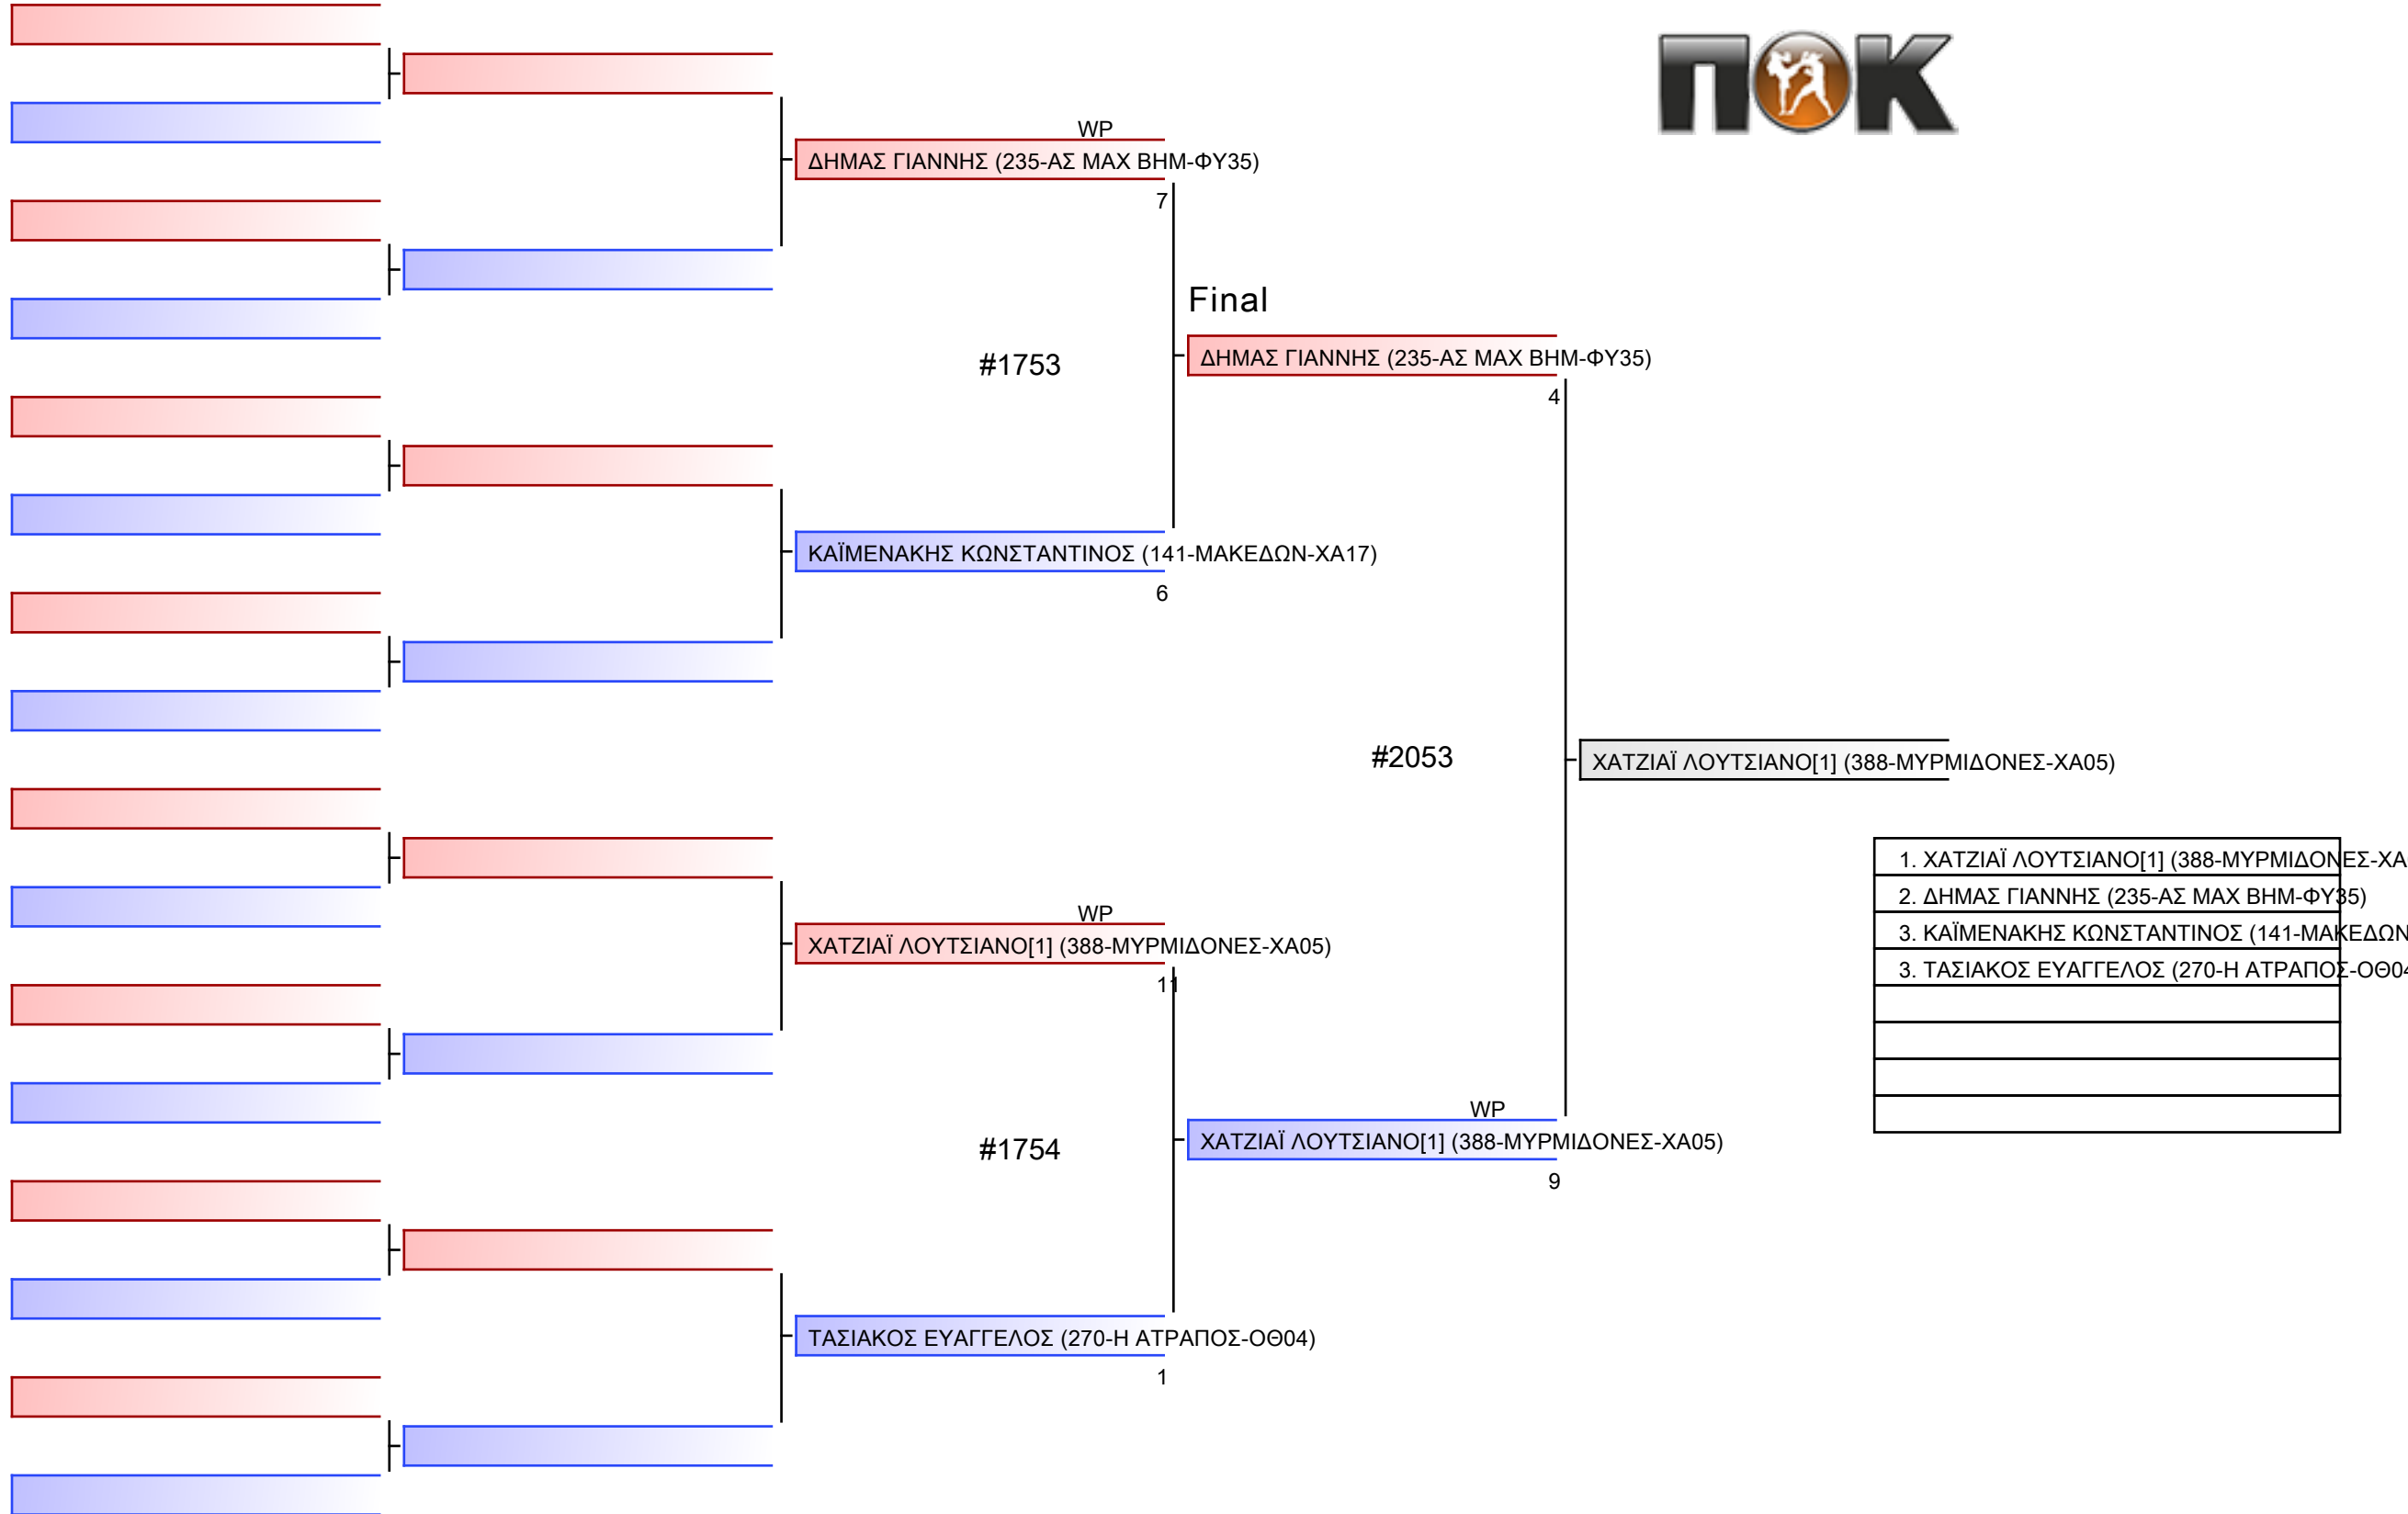 ΠΟΚ
WP
ΔΗΜΑΣ ΓΙΑΝΝΗΣ (235-ΑΣ ΜΑΧ ΒΗΜ-ΦΥ35)
7
Final
#1753
ΔΗΜΑΣ ΓΙΑΝΝΗΣ (235-ΑΣ ΜΑΧ ΒΗΜ-ΦΥ35)
4
ΚΑΪΜΕΝΑΚΗΣ ΚΩΝΣΤΑΝΤΙΝΟΣ (141-ΜΑΚΕΔΩΝ-ΧΑ17)
6
#2053
ΧΑΤΖΙΑΪ ΛΟΥΤΣΙΑΝΟ[1] (388-ΜΥΡΜΙΔΟΝΕΣ-ΧΑ05)
1. ΧΑΤΖΙΑΪ ΛΟΥΤΣΙΑΝΟ[1] (388-ΜΥΡΜΙΔΟΝΕΣ-ΧΑ
2. ΔΗΜΑΣ ΓΙΑΝΝΗΣ (235-ΑΣ ΜΑΧ ΒΗΜ-ΦΥ35)
3. ΚΑΪΜΕΝΑΚΗΣ ΚΩΝΣΤΑΝΤΙΝΟΣ (141-ΜΑΚΕΔΩΝ
3. ΤΑΣΙΑΚΟΣ ΕΥΑΓΓΕΛΟΣ (270-Η ΑΤΡΑΠΟΣ-ΟΘ04
WP
ΧΑΤΖΙΑΪ ΛΟΥΤΣΙΑΝΟ[1] (388-ΜΥΡΜΙΔΟΝΕΣ-ΧΑ05)
11
WP
#1754
ΧΑΤΖΙΑΪ ΛΟΥΤΣΙΑΝΟ[1] (388-ΜΥΡΜΙΔΟΝΕΣ-ΧΑ05)
9
ΤΑΣΙΑΚΟΣ ΕΥΑΓΓΕΛΟΣ (270-Η ΑΤΡΑΠΟΣ-ΟΘ04)
1